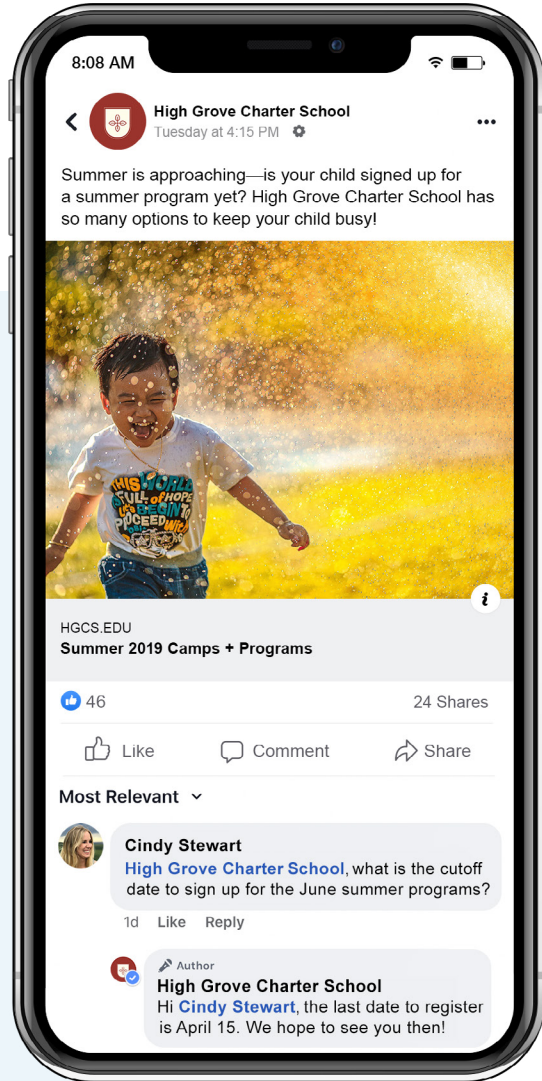 8:08 AM
High Grove Charter School
Tuesday at 4:15 PM
Summer is approaching—is your child signed up for
a summer program yet? High Grove Charter School has
so many options to keep your child busy!
THIS WORLD
FULL of HOPE
Life BEGIN TO
PROCEED With
HGCS.EDU
Summer 2019 Camps + Programs
46
24 Shares
Like
Comment
Share
Most Relevant
Cindy Stewart
High Grove Charter School, what is the cutoff
date to sign up for the June summer programs?
1d Like Reply
Author
High Grove Charter School
Hi Cindy Stewart, the last date to register
is April 15. We hope to see you then!